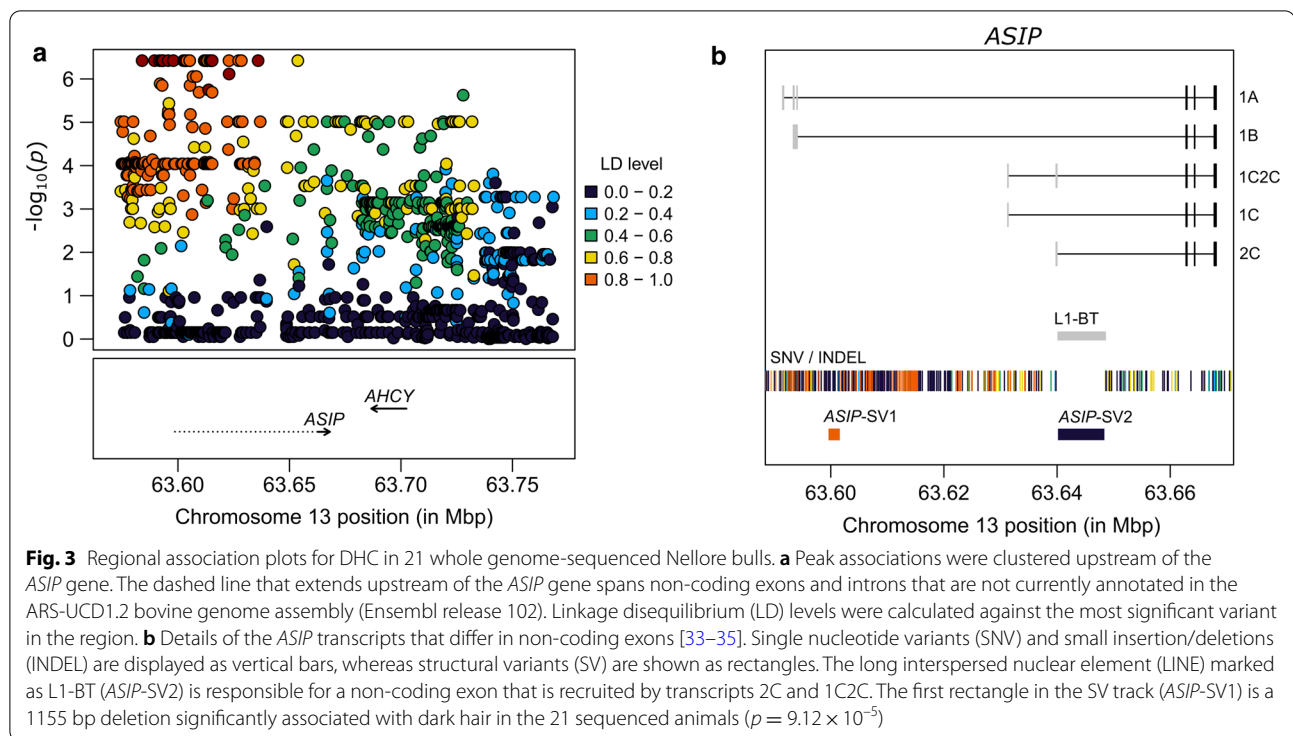 a
6
5
4
3
2
1
0
-log10(p)
LD level
0.0 – 0.2
0.2 – 0.4
0.4 – 0.6
0.6 – 0.8
0.8 – 1.0
AHCY
ASIP
63.60 63.65 63.70 63.75
Chromosome 13 position (in Mbp)
b
ASIP
1A
1B
1C2C
1C
2C
L1-BT
SNV / INDEL
ASIP-SV1 ASIP-SV2
63.60 63.62 63.64 63.66
Chromosome 13 position (in Mbp)
Fig. 3 Regional association plots for DHC in 21 whole genome-sequenced Nellore bulls. a Peak associations were clustered upstream of the
ASIP gene. The dashed line that extends upstream of the ASIP gene spans non-coding exons and introns that are not currently annotated in the
ARS-UCD1.2 bovine genome assembly (Ensembl release 102). Linkage disequilibrium (LD) levels were calculated against the most significant variant
in the region. b Details of the ASIP transcripts that differ in non-coding exons [33–35]. Single nucleotide variants (SNV) and small insertion/deletions
(INDEL) are displayed as vertical bars, whereas structural variants (SV) are shown as rectangles. The long interspersed nuclear element (LINE) marked
as L1-BT (ASIP-SV2) is responsible for a non-coding exon that is recruited by transcripts 2C and 1C2C. The first rectangle in the SV track (ASIP-SV1) is a
1155 bp deletion significantly associated with dark hair in the 21 sequenced animals (p = 9.12 × 10⁻⁵)